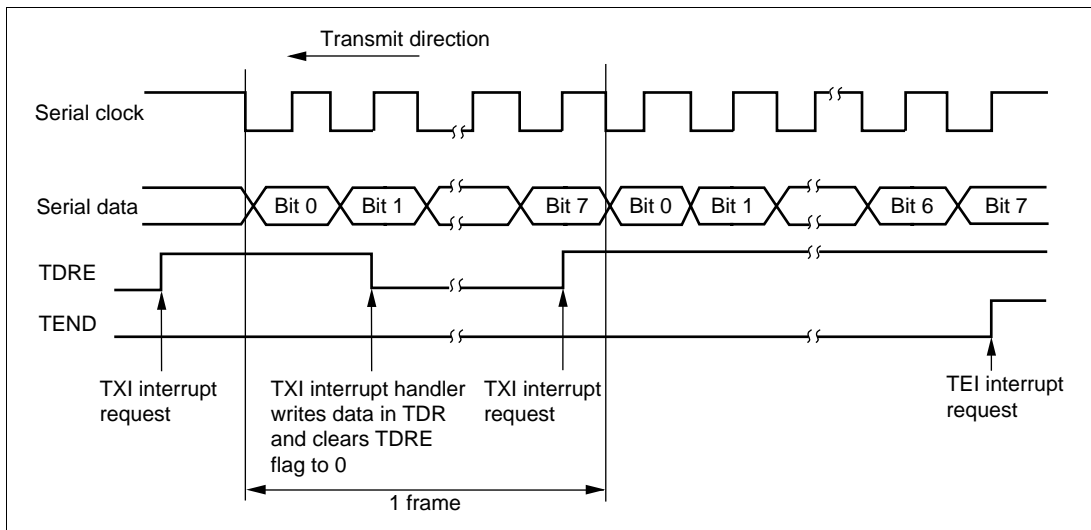 Transmit direction
Serial clock
Serial data
Bit 0
Bit 1
Bit 7
Bit 0
Bit 1
Bit 6
Bit 7
TDRE
TEND
TXI interrupt
request
TXI interrupt handler
writes data in TDR
and clears TDRE
flag to 0
TXI interrupt
request
TEI interrupt
request
1 frame